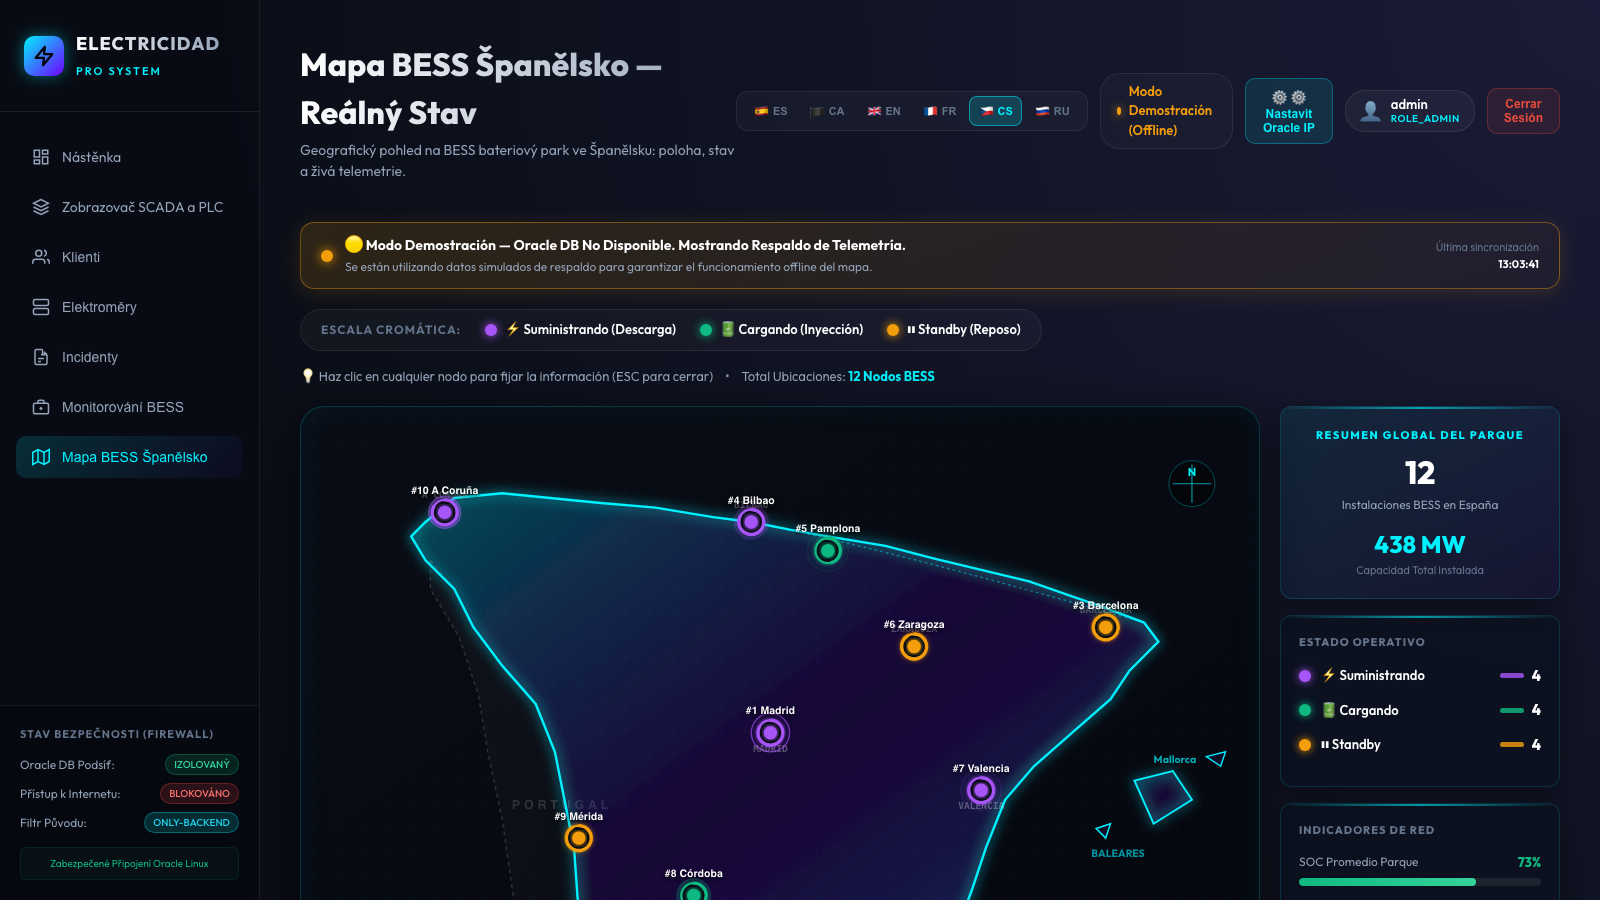 ELECTRICIDAD
PRO SYSTEM
Nástěnka
Zobrazovač SCADA a PLC
Klienti
Elektroměry
Incidenty
Monitorování BESS
Mapa BESS Španělsko
STAV BEZPEČNOSTI (FIREWALL)
Oracle DB Podsíť: IZOLOVANÝ
Přístup k Internetu: BLOKOVÁNO
Filtr Původu: ONLY-BACKEND
Zabezpečené Připojení Oracle Linux
Mapa BESS Španělsko —
Reálný Stav
Geografický pohled na BESS bateriový park ve Španělsku: poloha, stav
a živá telemetrie.
ES CA EN FR CS RU
Modo
Demostración
(Offline)
Nastavit
Oracle IP
admin
ROLE_ADMIN
Cerrar
Sesión
Modo Demostración — Oracle DB No Disponible. Mostrando Respaldo de Telemetría.
Se están utilizando datos simulados de respaldo para garantizar el funcionamiento offline del mapa.
Última sincronización
13:03:41
ESCALA CROMÁTICA: Suministrando (Descarga) Cargando (Inyección) Standby (Reposo)
Haz clic en cualquier nodo para fijar la información (ESC para cerrar) • Total Ubicaciones: 12 Nodos BESS
N
#10 A Coruña
#4 Bilbao
BILBAO
#5 Pamplona
#3 Barcelona
BARCELONA
#6 Zaragoza
ZARAGOZA
#1 Madrid
MADRID
#7 Valencia
VALENCIA
Mallorca
PORTUGAL
#9 Mérida
BALEARES
#8 Córdoba
RESUMEN GLOBAL DEL PARQUE
12
Instalaciones BESS en España
438 MW
Capacidad Total Instalada
ESTADO OPERATIVO
Suministrando 4
Cargando 4
Standby 4
INDICADORES DE RED
SOC Promedio Parque 73%